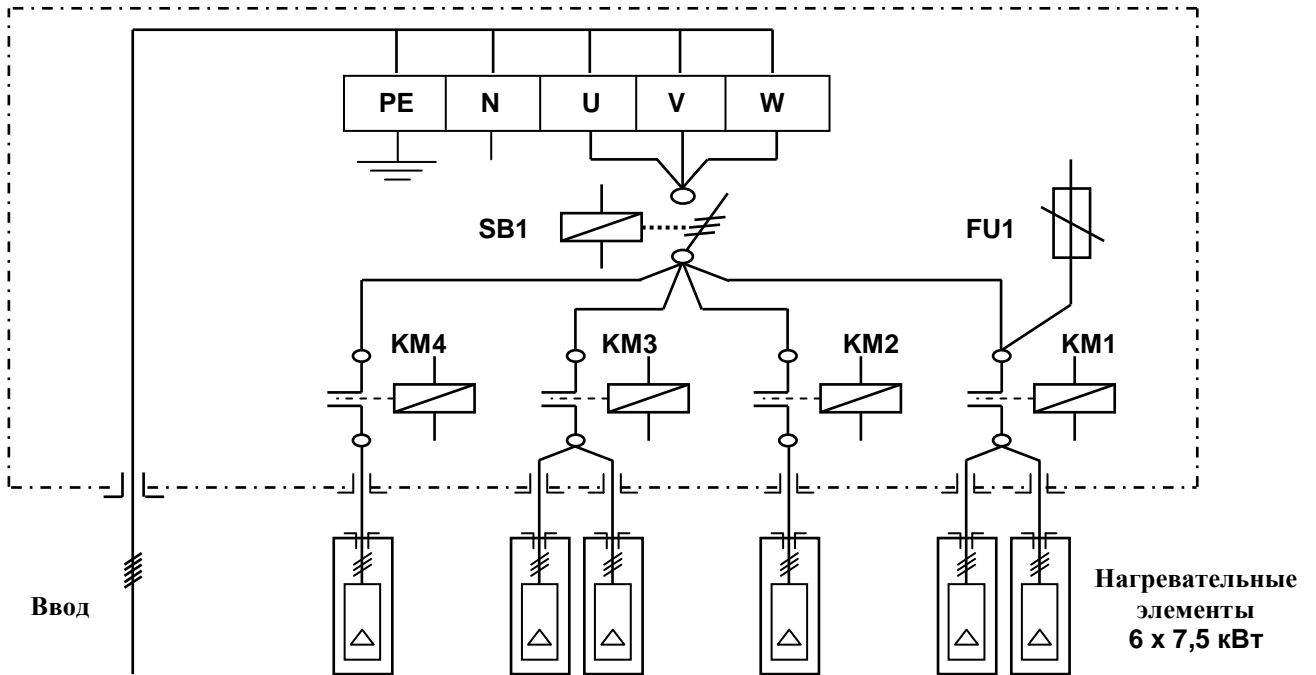 PE N U V W
SB1
FU1
KM4 KM3 KM2 KM1
Ввод
Нагревательные
элементы
6 x 7,5 кВт